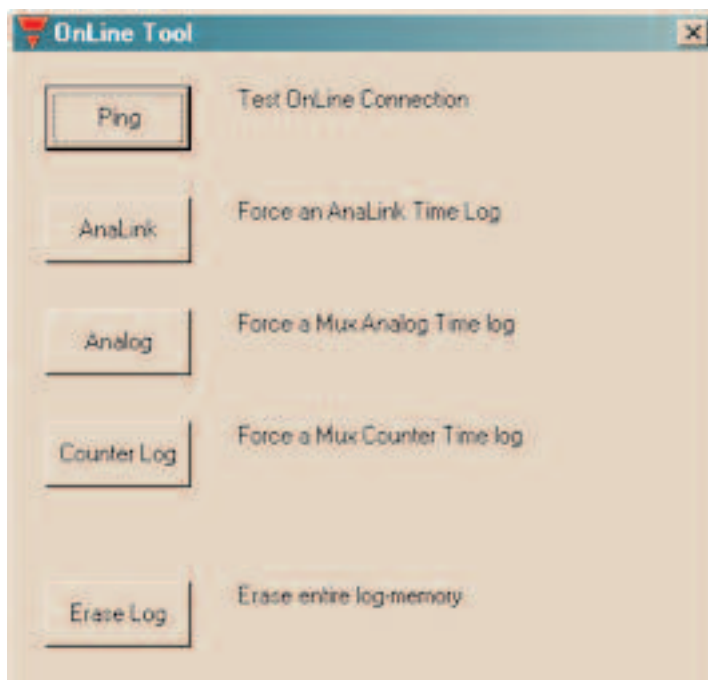 OnLine Tool
Ping
Test OnLine Connection
AnaLink
Force an AnaLink Time Log
Analog
Force a Mux Analog Time log
Counter Log
Force a Mux Counter Time log
Erase Log
Erase entire log-memory